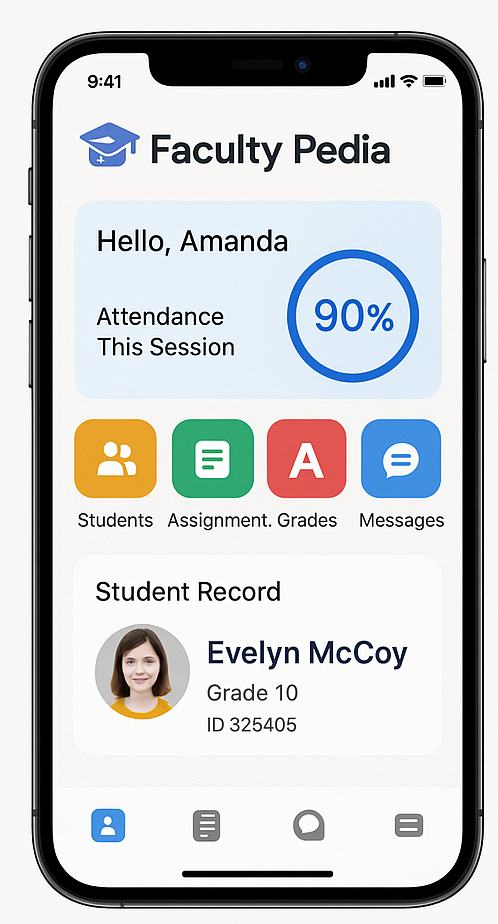 9:41
Faculty Pedia
Hello, Amanda
Attendance
This Session
90%
Students
Assignment.
Grades
Messages
Student Record
Evelyn McCoy
Grade 10
ID 325405